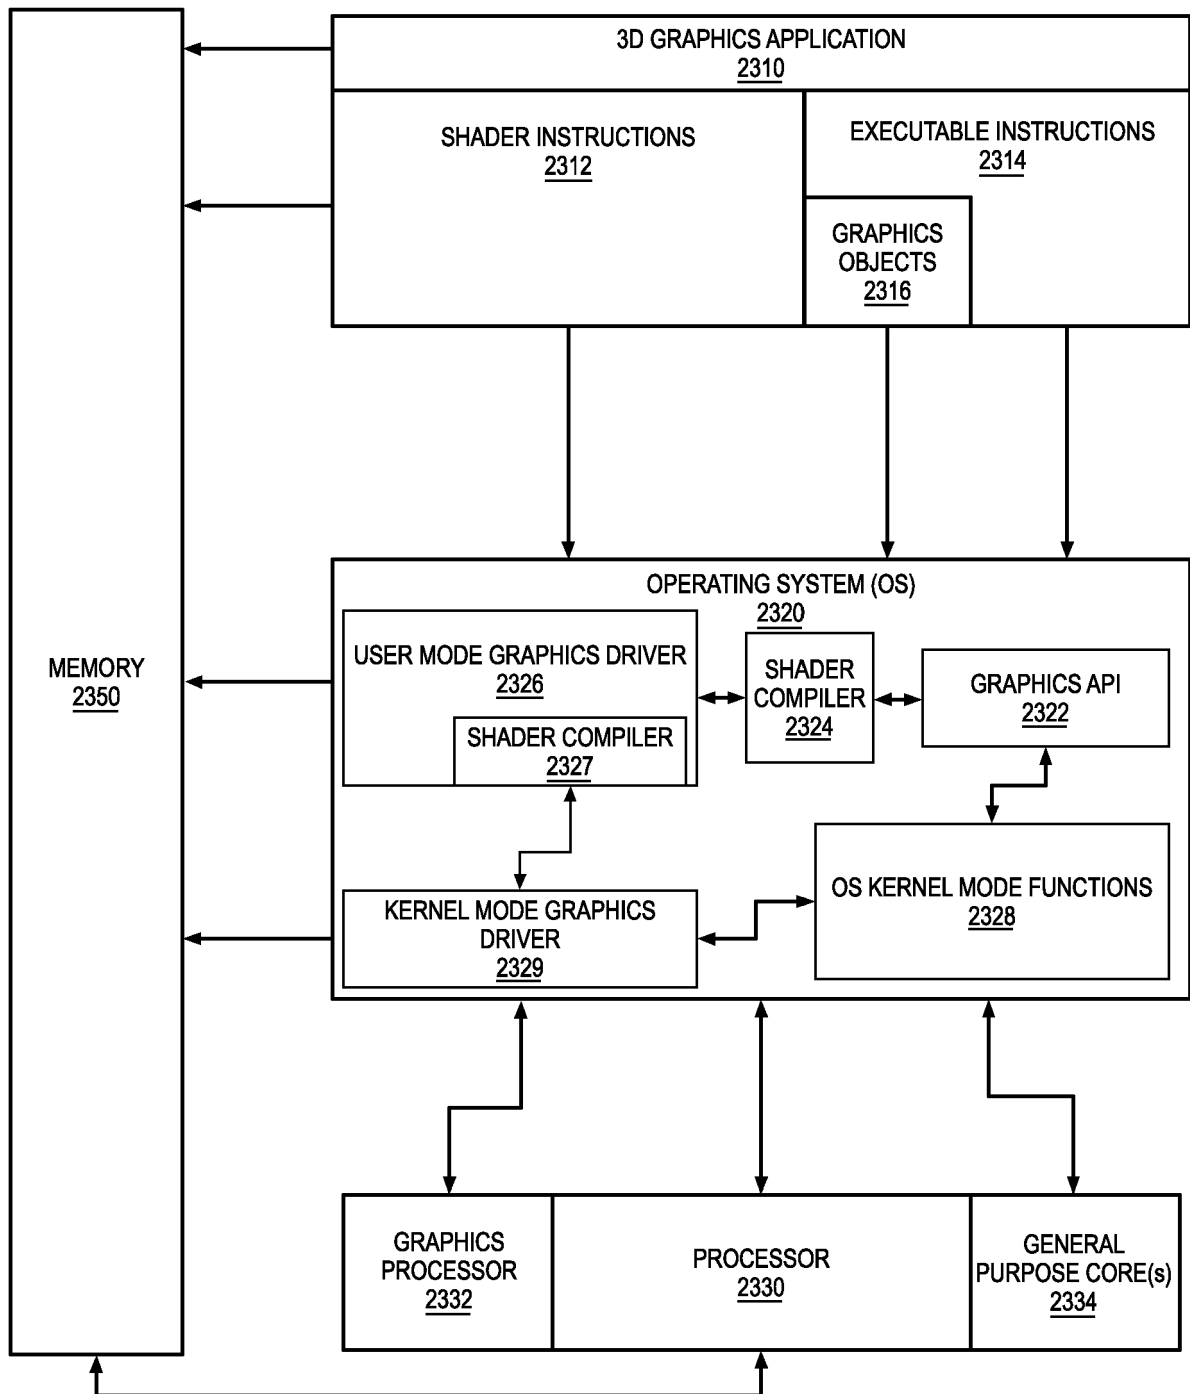 3D GRAPHICS APPLICATION
2310
SHADER INSTRUCTIONS
2312
EXECUTABLE INSTRUCTIONS
2314
GRAPHICS
OBJECTS
2316
MEMORY
2350
OPERATING SYSTEM (OS)
2320
USER MODE GRAPHICS DRIVER
2326
SHADER COMPILER
2327
SHADER
COMPILER
2324
GRAPHICS API
2322
KERNEL MODE GRAPHICS
DRIVER
2329
OS KERNEL MODE FUNCTIONS
2328
GRAPHICS
PROCESSOR
2332
PROCESSOR
2330
GENERAL
PURPOSE CORE(s)
2334